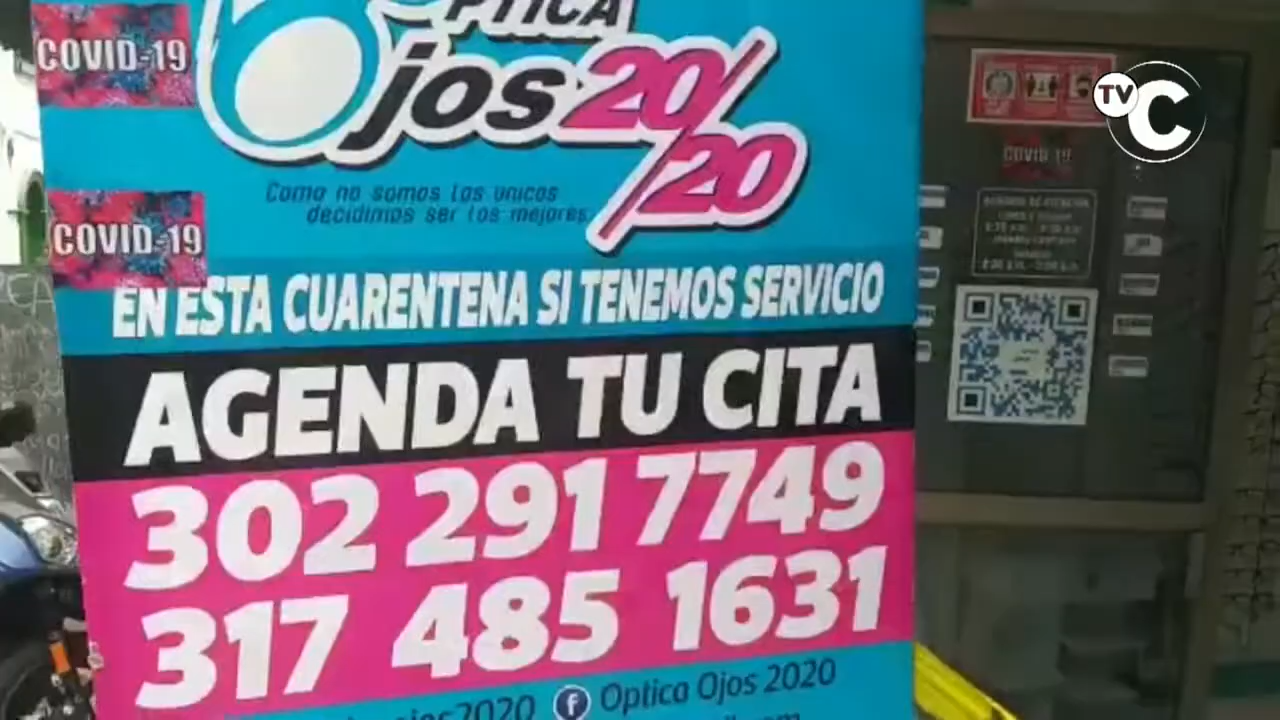 COVID-19
OPTICA
Ojos 20/20
Como no somos los unicos
decidimos ser los mejores
COVID-19
EN ESTA CUARENTENA SI TENEMOS SERVICIO
AGENDA TU CITA
302 291 7749
317 485 1631
Optica Ojos 2020
TV C
COVID-19